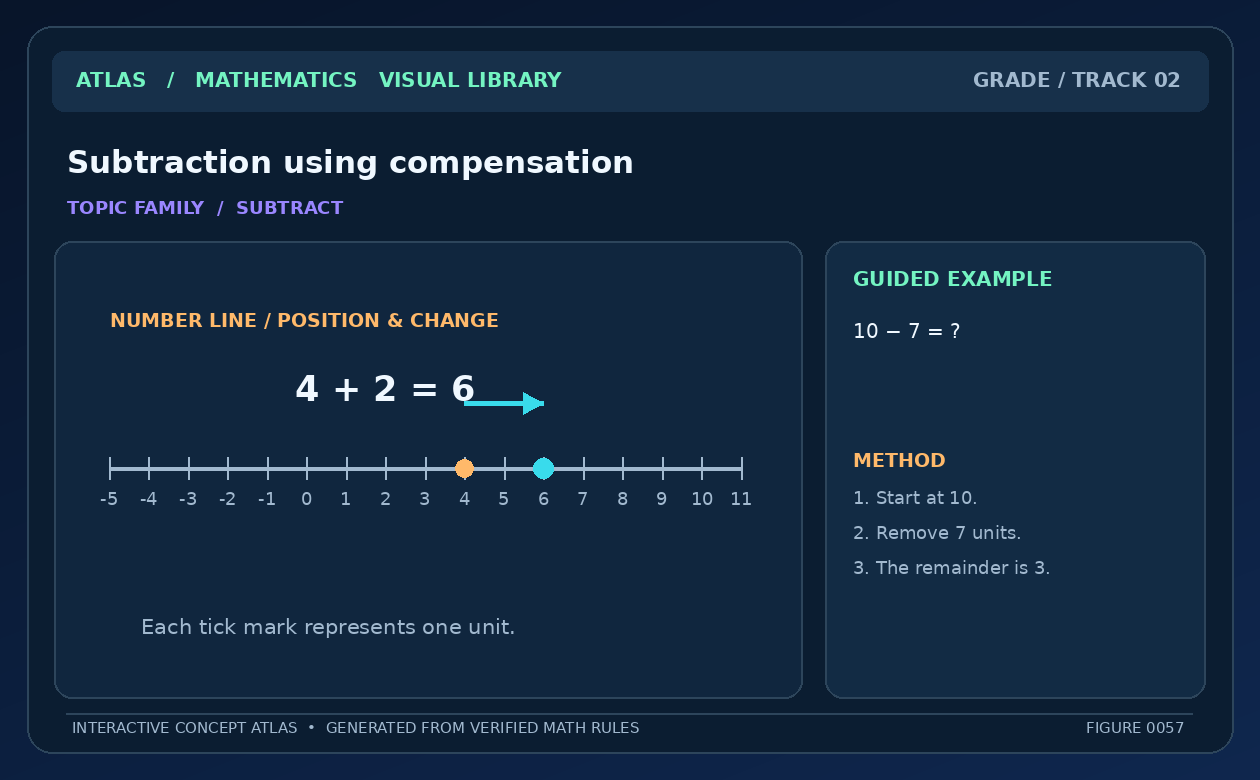 ATLAS / MATHEMATICS VISUAL LIBRARY
GRADE / TRACK 02
Subtraction using compensation
TOPIC FAMILY / SUBTRACT
NUMBER LINE / POSITION & CHANGE
4 + 2 = 6
-5 -4 -3 -2 -1 0 1 2 3 4 5 6 7 8 9 10 11
Each tick mark represents one unit.
GUIDED EXAMPLE
10 − 7 = ?
METHOD
1. Start at 10.
2. Remove 7 units.
3. The remainder is 3.
INTERACTIVE CONCEPT ATLAS • GENERATED FROM VERIFIED MATH RULES
FIGURE 0057